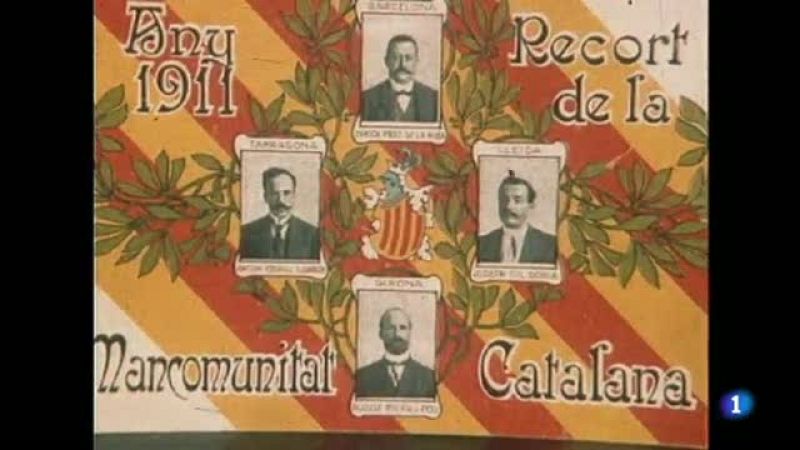 BARCELONA
Any
1911
Recort
de la
TARRAGONA
LLEIDA
GIRONA
Mancomunitat
Catalana
1